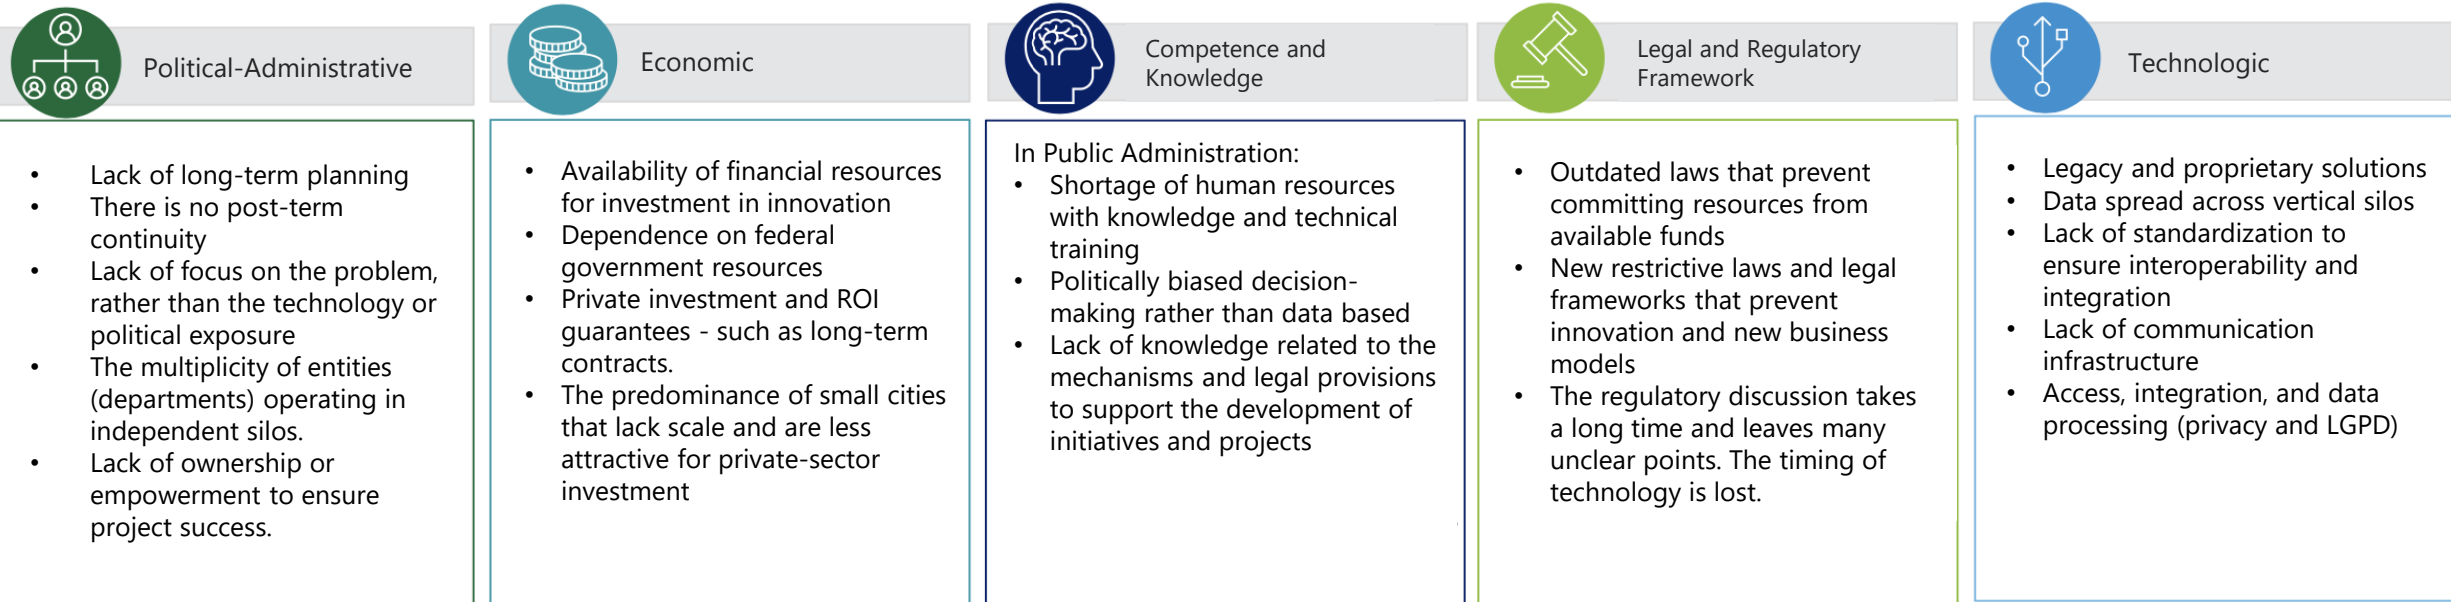 Political-Administrative
• Lack of long-term planning
• There is no post-term
continuity
• Lack of focus on the problem,
rather than the technology or
political exposure
• The multiplicity of entities
(departments) operating in
independent silos.
• Lack of ownership or
empowerment to ensure
project success.
Economic
• Availability of financial resources
for investment in innovation
• Dependence on federal
government resources
• Private investment and ROI
guarantees - such as long-term
contracts.
• The predominance of small cities
that lack scale and are less
attractive for private-sector
investment
Competence and
Knowledge
In Public Administration:
• Shortage of human resources
with knowledge and technical
training
• Politically biased decision-
making rather than data based
• Lack of knowledge related to the
mechanisms and legal provisions
to support the development of
initiatives and projects
Legal and Regulatory
Framework
• Outdated laws that prevent
committing resources from
available funds
• New restrictive laws and legal
frameworks that prevent
innovation and new business
models
• The regulatory discussion takes
a long time and leaves many
unclear points. The timing of
technology is lost.
Technologic
• Legacy and proprietary solutions
• Data spread across vertical silos
• Lack of standardization to
ensure interoperability and
integration
• Lack of communication
infrastructure
• Access, integration, and data
processing (privacy and LGPD)